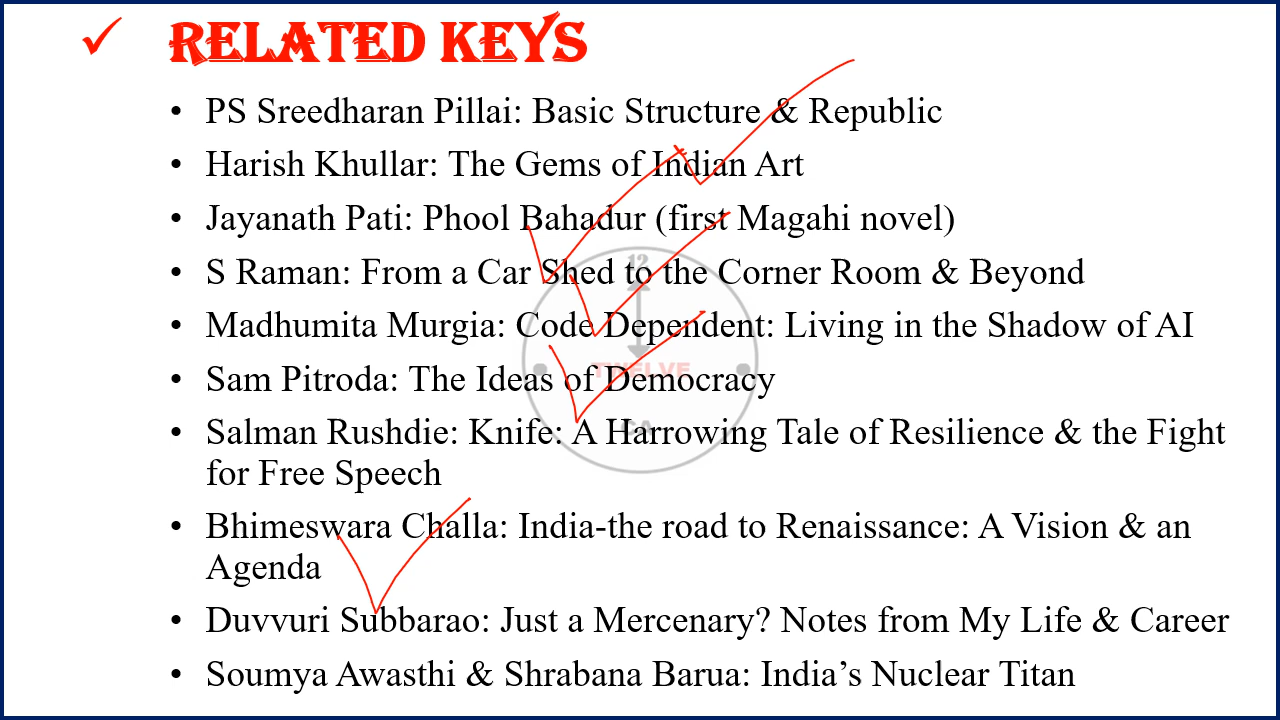 ✓ RELATED KEYS
• PS Sreedharan Pillai: Basic Structure & Republic
• Harish Khullar: The Gems of Indian Art
• Jayanath Pati: Phool Bahadur (first Magahi novel)
• S Raman: From a Car Shed to the Corner Room & Beyond
• Madhumita Murgia: Code Dependent: Living in the Shadow of AI
• Sam Pitroda: The Ideas of Democracy
• Salman Rushdie: Knife: A Harrowing Tale of Resilience & the Fight
for Free Speech
• Bhimeswara Challa: India-the road to Renaissance: A Vision & an
Agenda
• Duvvuri Subbarao: Just a Mercenary? Notes from My Life & Career
• Soumya Awasthi & Shrabana Barua: India’s Nuclear Titan
12
TWELVE
CA